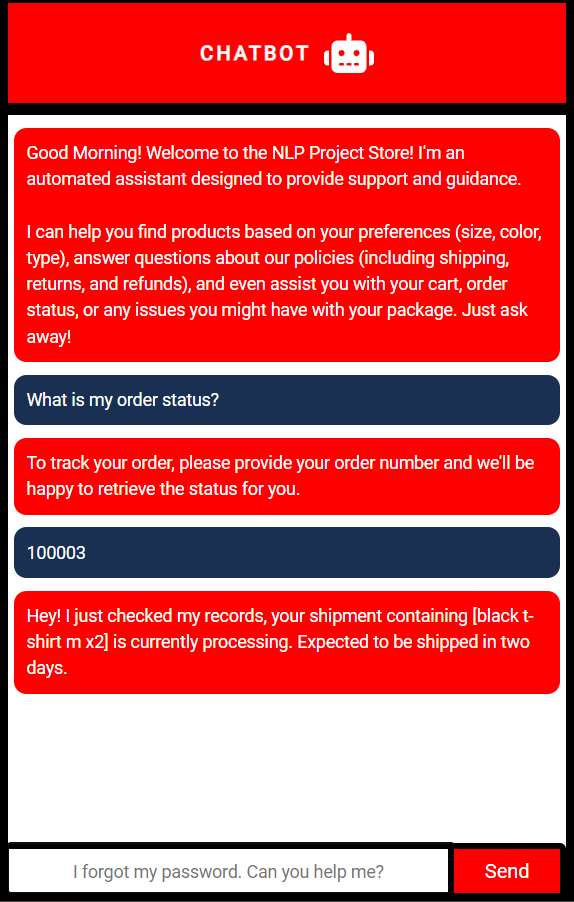 CHATBOT
Good Morning! Welcome to the NLP Project Store! I'm an
automated assistant designed to provide support and guidance.
I can help you find products based on your preferences (size, color,
type), answer questions about our policies (including shipping,
returns, and refunds), and even assist you with your cart, order
status, or any issues you might have with your package. Just ask
away!
What is my order status?
To track your order, please provide your order number and we'll be
happy to retrieve the status for you.
100003
Hey! I just checked my records, your shipment containing [black t-
shirt m x2] is currently processing. Expected to be shipped in two
days.
I forgot my password. Can you help me?
Send